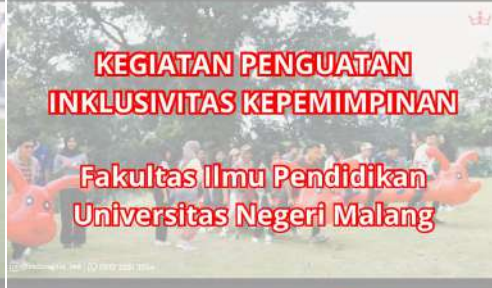 KEGIATAN PENGUATAN
INKLUSIVITAS KEPEMIMPINAN
Fakultas Ilmu Pendidikan
Universitas Negeri Malang